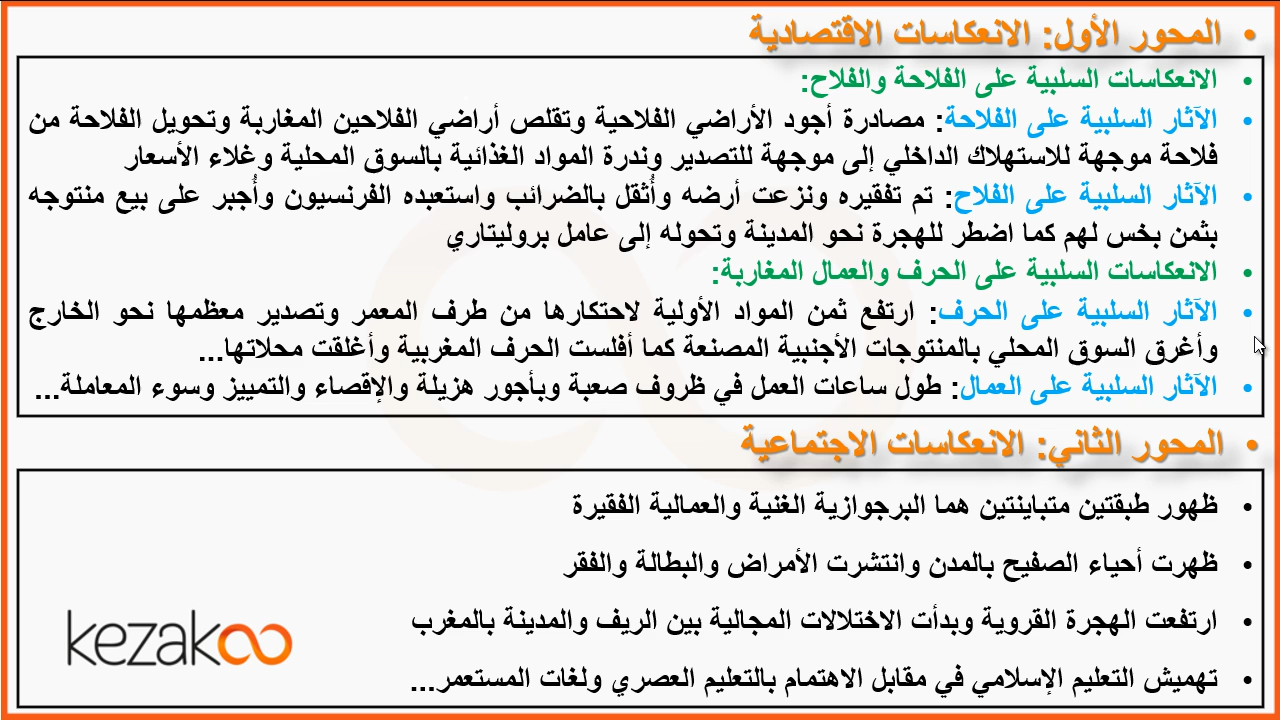 • المحور الأول: الانعكاسات الاقتصادية
• الانعكاسات السلبية على الفلاحة والفلاح:
• الآثار السلبية على الفلاحة: مصادرة أجود الأراضي الفلاحية وتقلص أراضي الفلاحين المغاربة وتحويل الفلاحة من
فلاحة موجهة للاستهلاك الداخلي إلى موجهة للتصدير وندرة المواد الغذائية بالسوق المحلية وغلاء الأسعار
• الآثار السلبية على الفلاح: تم تفقيره ونزعت أرضه وأُثقل بالضرائب واستعبده الفرنسيون وأُجبر على بيع منتوجه
بثمن بخس لهم كما اضطر للهجرة نحو المدينة وتحوله إلى عامل بروليتاري
• الانعكاسات السلبية على الحرف والعمال المغاربة:
• الآثار السلبية على الحرف: ارتفع ثمن المواد الأولية لاحتكارها من طرف المعمر وتصدير معظمها نحو الخارج
وأغرق السوق المحلي بالمنتوجات الأجنبية المصنعة كما أفلست الحرف المغربية وأغلقت محلاتها...
• الآثار السلبية على العمال: طول ساعات العمل في ظروف صعبة وبأجور هزيلة والإقصاء والتمييز وسوء المعاملة...
• المحور الثاني: الانعكاسات الاجتماعية
• ظهور طبقتين متباينتين هما البرجوازية الغنية والعمالية الفقيرة
• ظهرت أحياء الصفيح بالمدن وانتشرت الأمراض والبطالة والفقر
• ارتفعت الهجرة القروية وبدأت الاختلالات المجالية بين الريف والمدينة بالمغرب
• تهميش التعليم الإسلامي في مقابل الاهتمام بالتعليم العصري ولغات المستعمر...
kezakoo